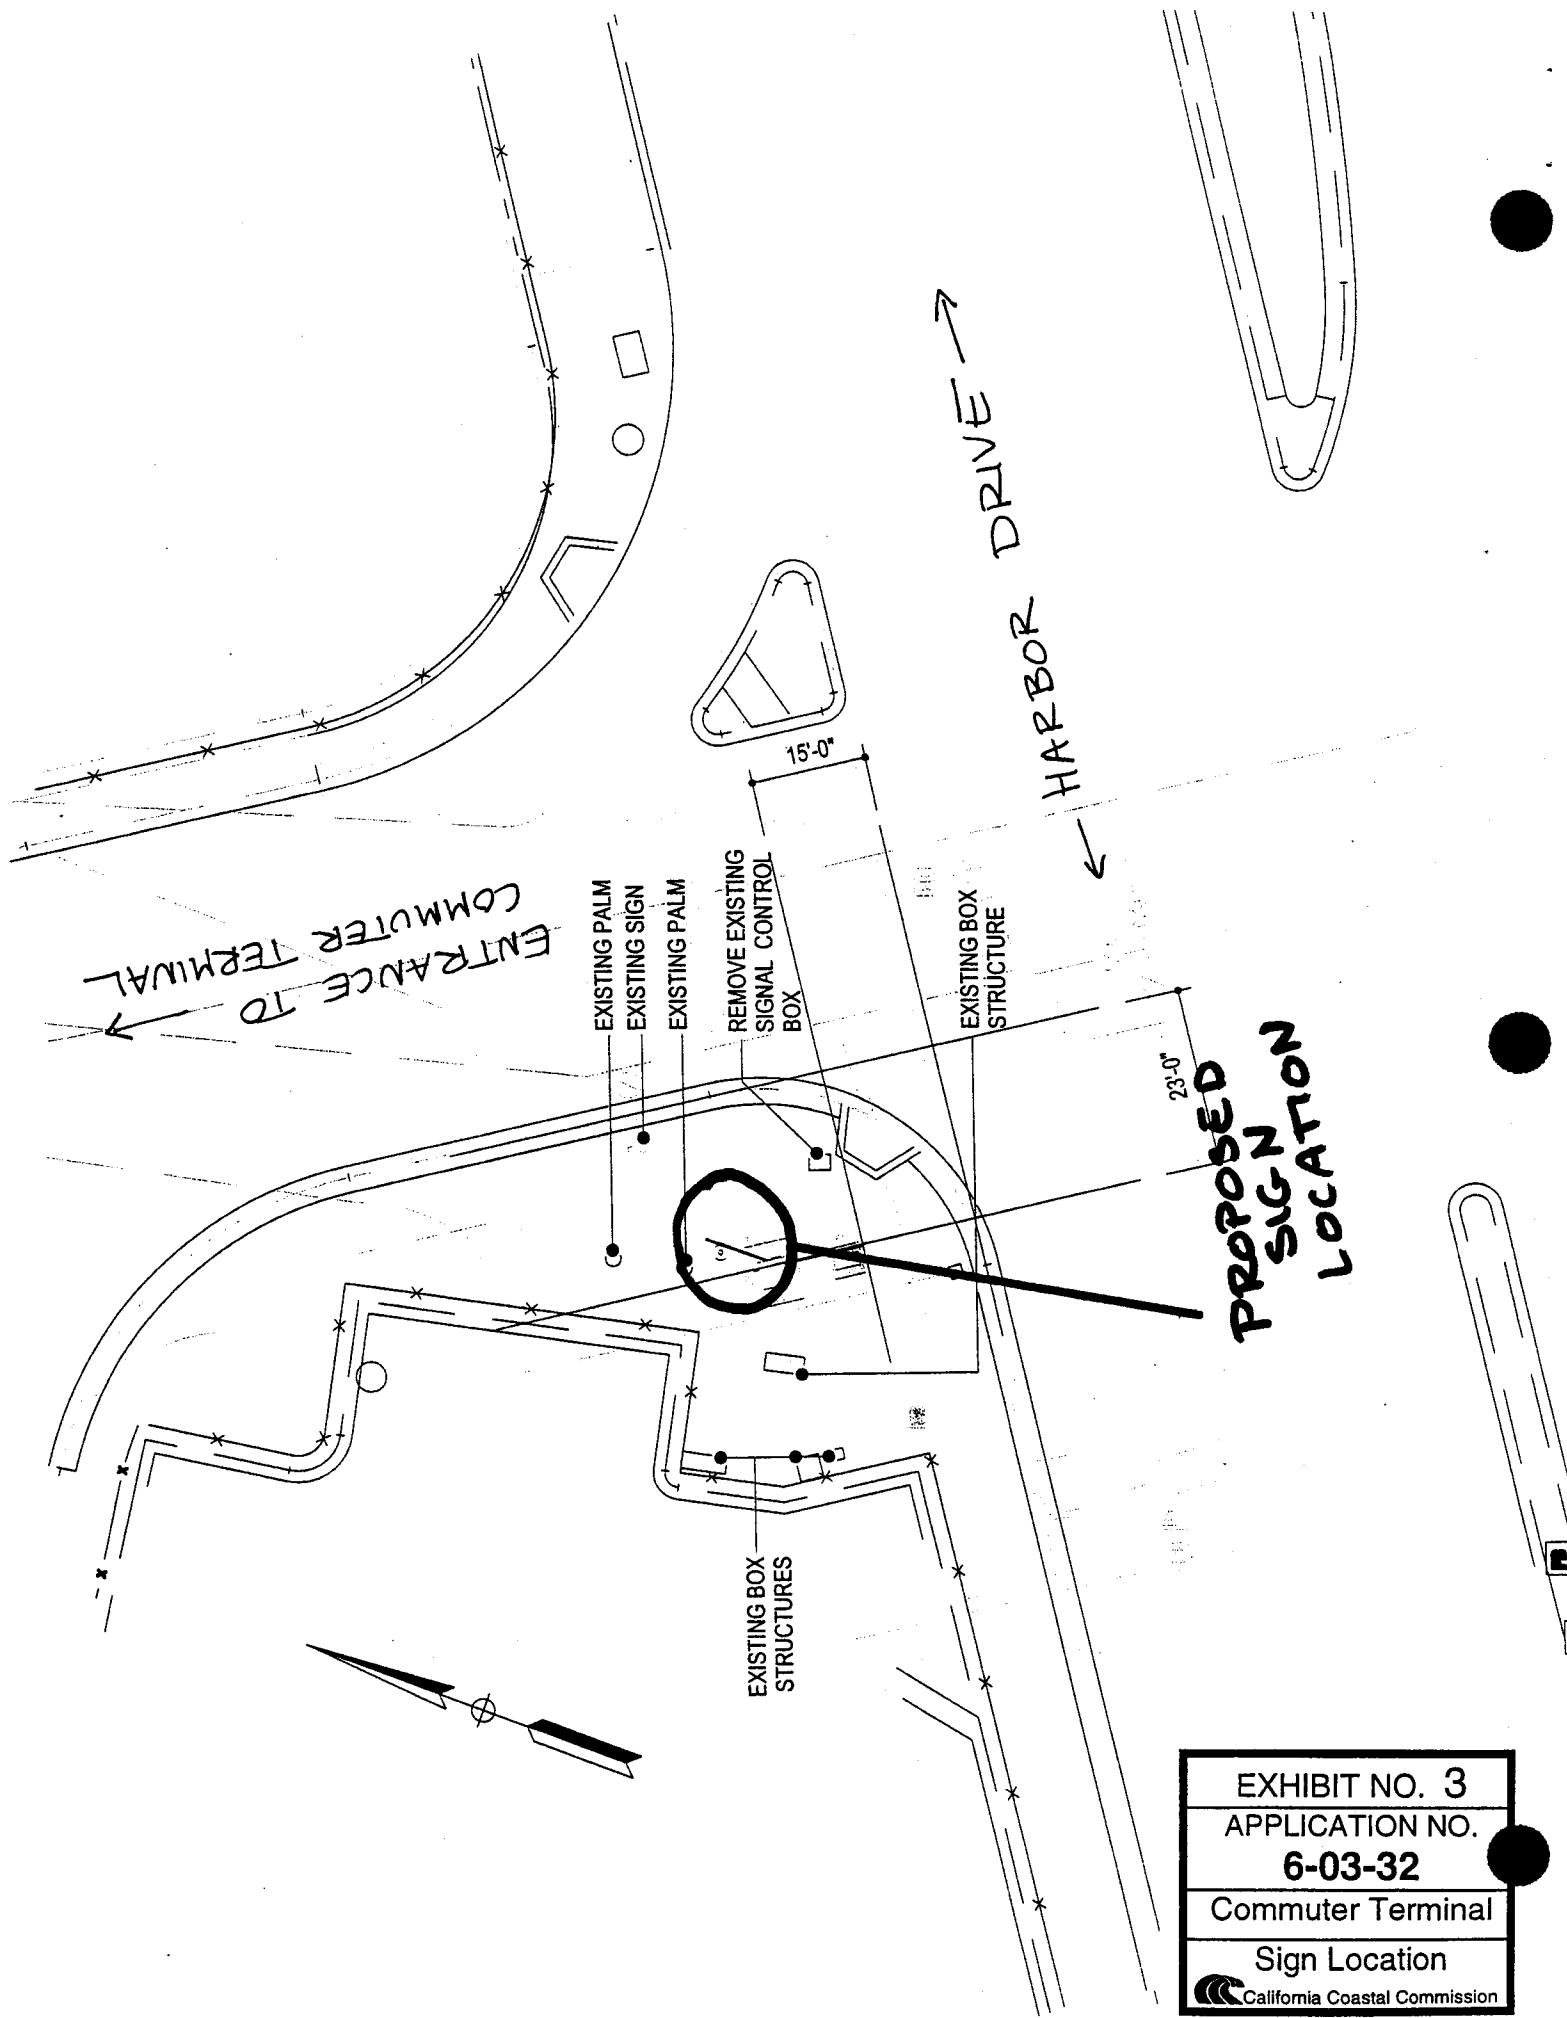 ENTRANCE TO
COMMUTER TERMINAL
← HARBOR DRIVE →
15'-0"
EXISTING PALM
EXISTING SIGN
EXISTING PALM
REMOVE EXISTING
SIGNAL CONTROL
BOX
EXISTING BOX
STRUCTURE
23'-0"
PROPOSED
SIGN
LOCATION
EXISTING BOX
STRUCTURES
EXHIBIT NO. 3
APPLICATION NO.
6-03-32
Commuter Terminal
Sign Location
California Coastal Commission